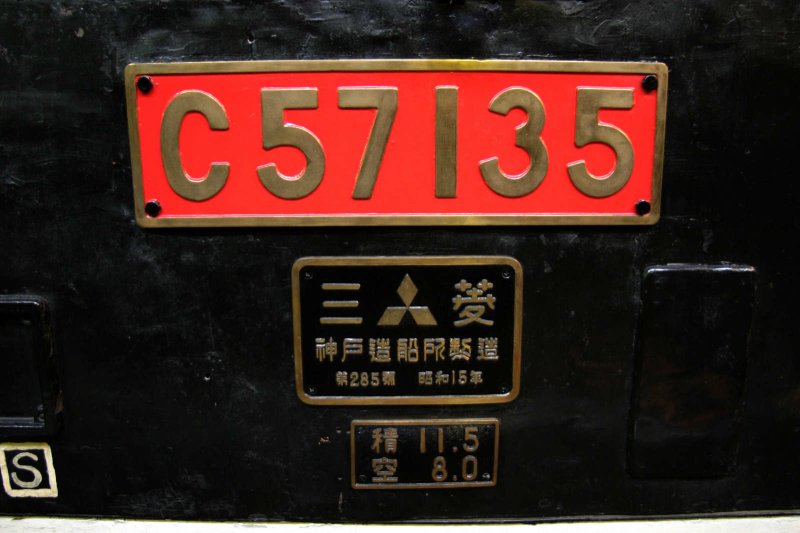 C57135
三菱
神戸造船所製造
第285號 昭和15年
積 11.5
空 8.0
S